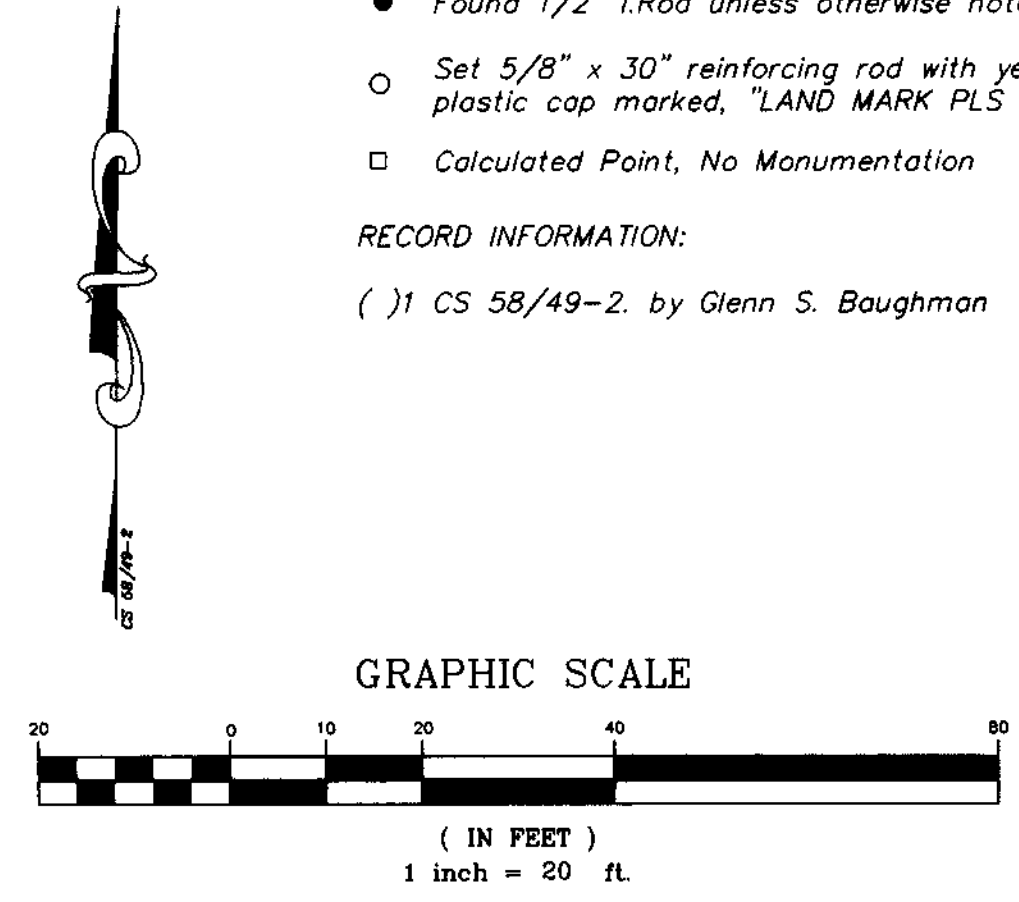 Found 1/2" I.Rod unless otherwise
Set 5/8" x 30" reinforcing rod with
plastic cap marked, "LAND MARK PLS
Calculated Point, No Monumentation
RECORD INFORMATION:
( )1 CS 58/49-2. by Glenn S. Baughman
CS 58/49-2
GRAPHIC SCALE
20 0 10 20 40 80
( IN FEET )
1 inch = 20 ft.